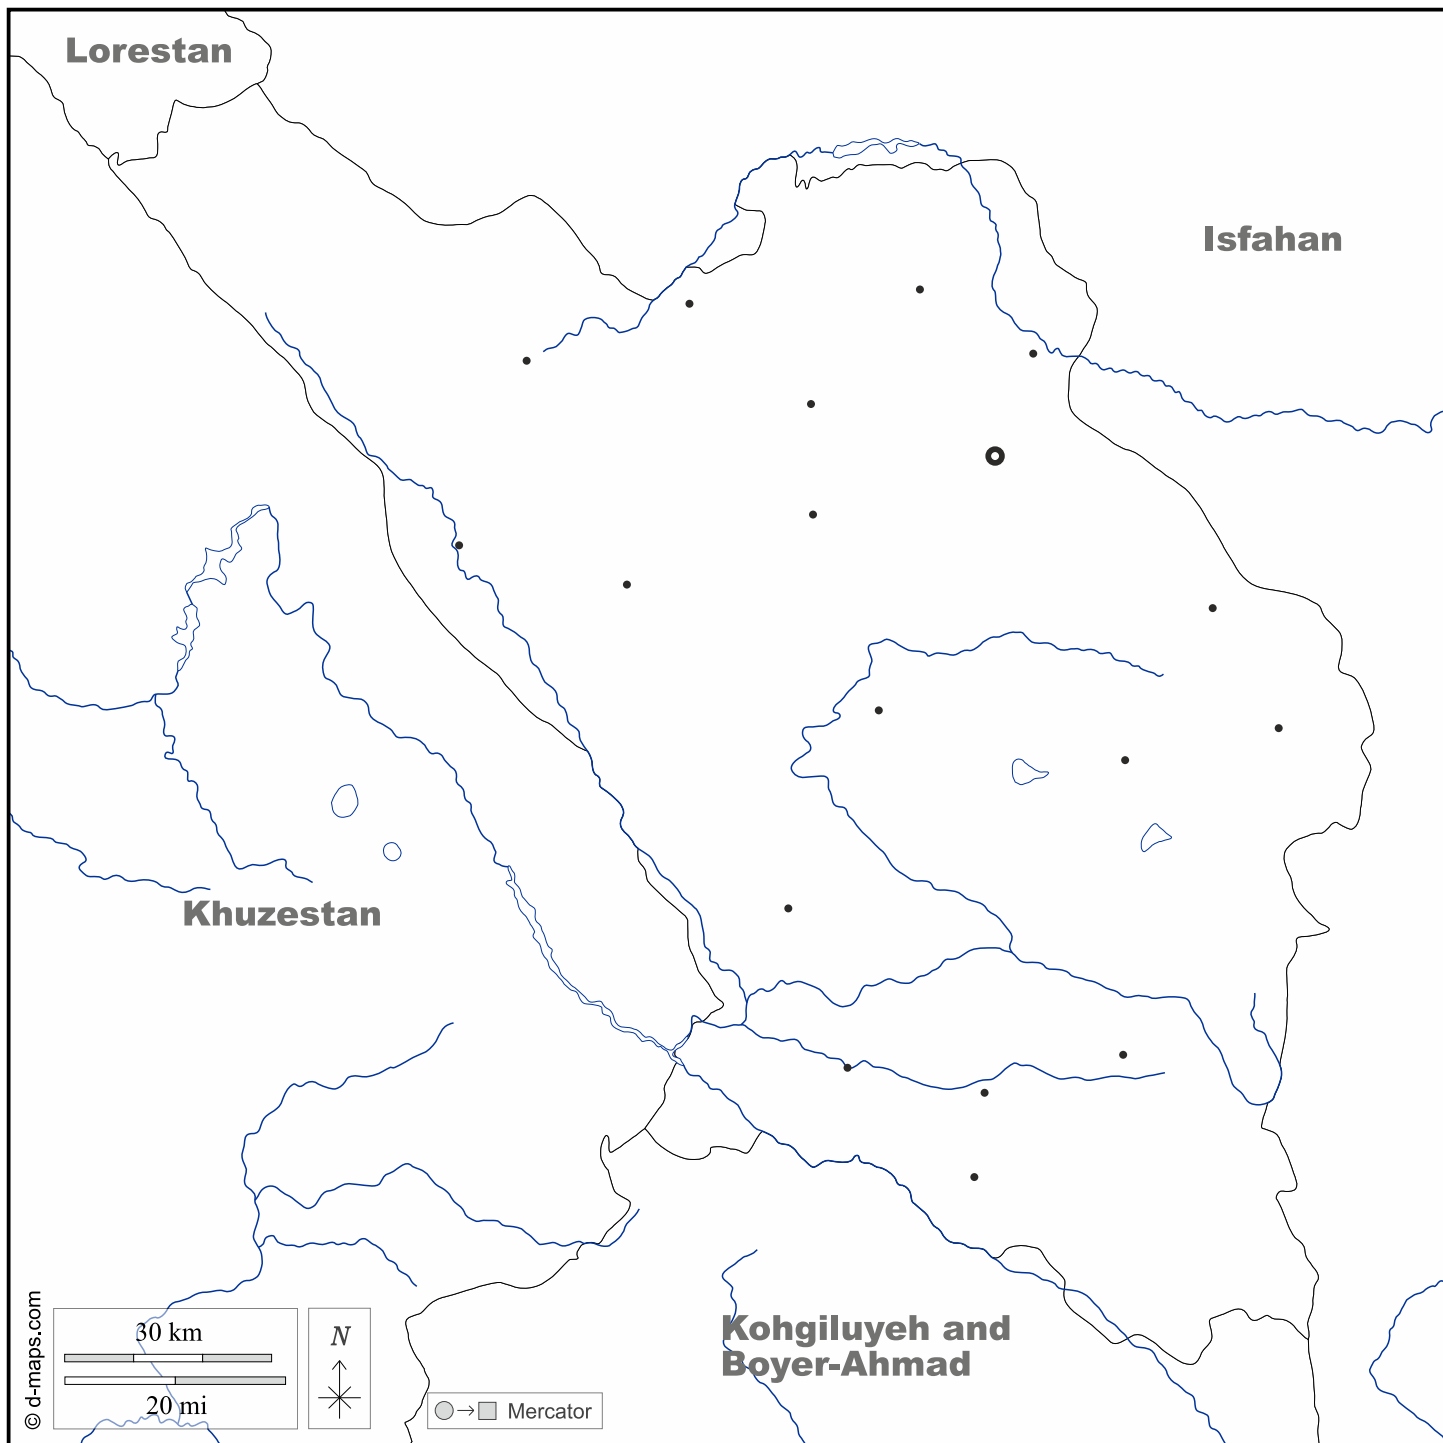 Lorestan
Isfahan
Khuzestan
Kohgiluyeh and
Boyer-Ahmad
30 km
20 mi
N
Mercator
© d-maps.com